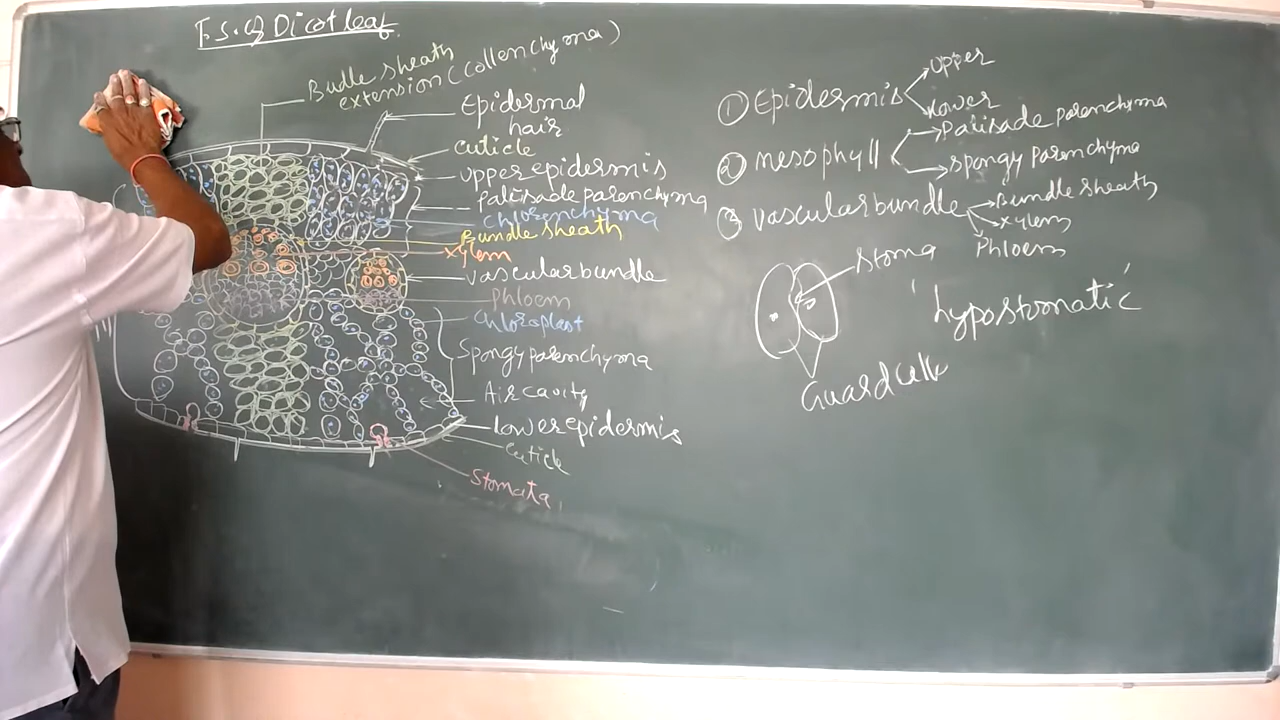 T.S. of Dicot leaf
Budle sheath
extension (collenchyma)
Epidermal
hair
cuticle
upper epidermis
palisade parenchyma
chlorenchyma
Bundle sheath
xylem
vascular bundle
phloem
chloroplast
Spongy parenchyma
Air cavity
Lower epidermis
cuticle
Stomata
① Epidermis
upper
Lower
② mesophyll
Palisade parenchyma
spongy parenchyma
③ vascular bundle
Bundle sheath
xylem
Phloem
Stoma
'hypostomatic'
Guard cells